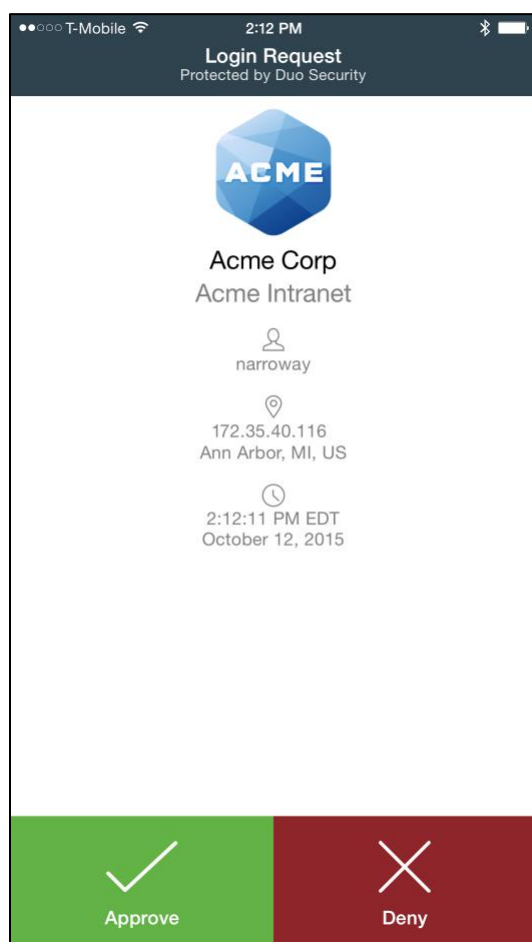 T-Mobile 2:12 PM
Login Request
Protected by Duo Security
ACME
Acme Corp
Acme Intranet
narroway
172.35.40.116
Ann Arbor, MI, US
2:12:11 PM EDT
October 12, 2015
Approve Deny